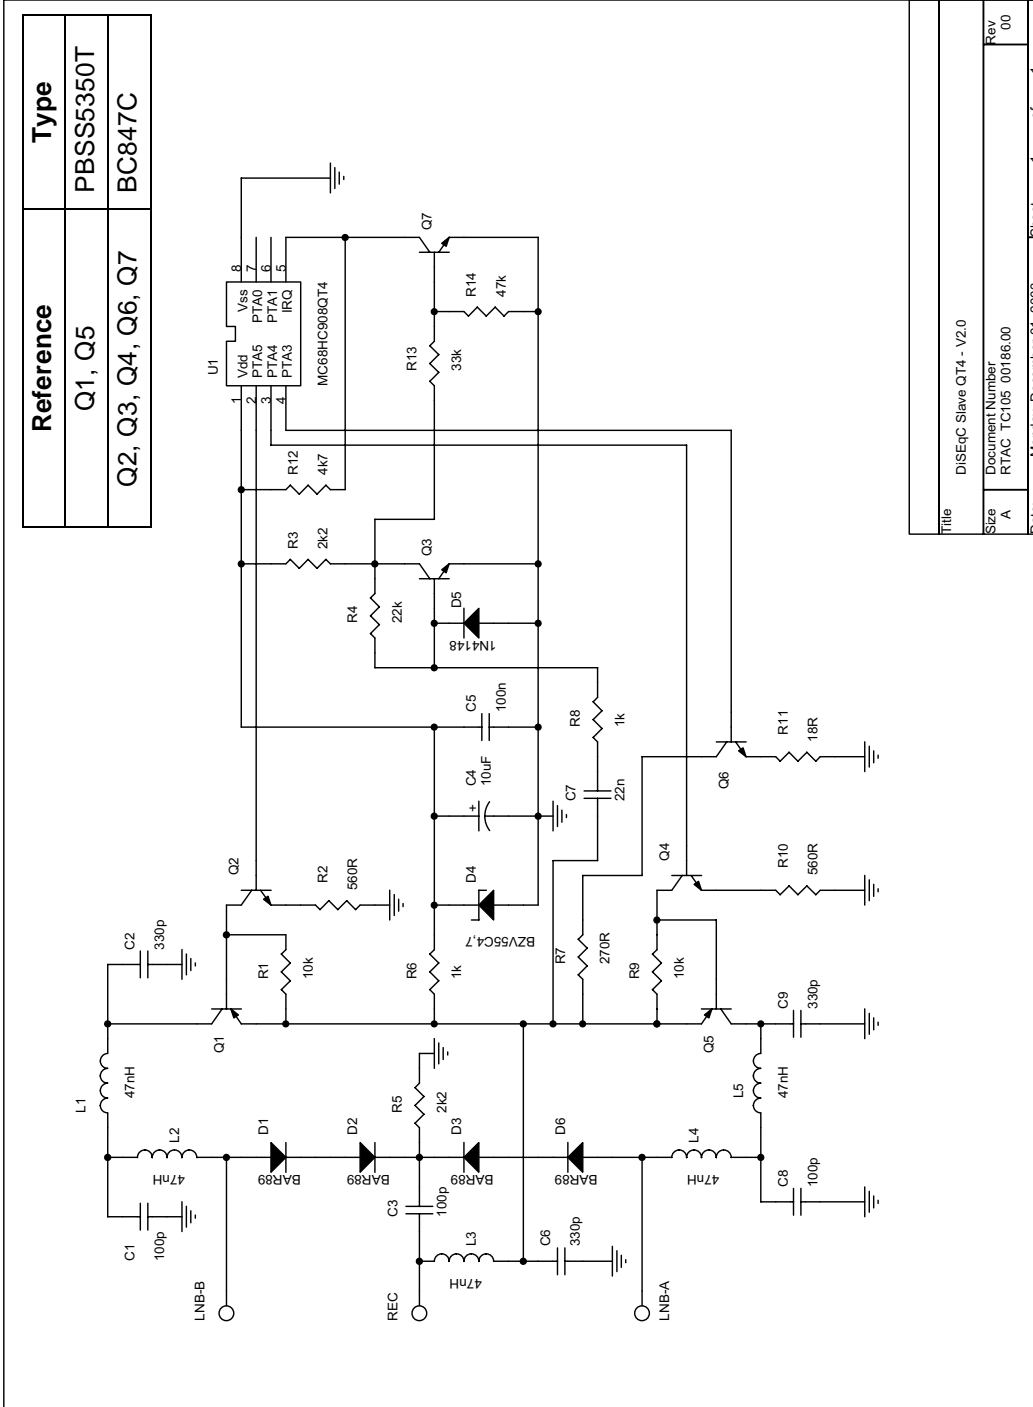 Reference Type
Q1, Q5 PBSS5350T
Q2, Q3, Q4, Q6, Q7 BC847C
L1
47nH
C1
100p
L2
47nH
C2
330p
Q1
R1
10k
Q2
R2
560R
LNB-B
D1
BAR89
D2
BAR89
R5
2k2
REC
C3
100p
L3
47nH
C6
330p
D3
BAR89
D6
BAR89
LNB-A
L4
47nH
C8
100p
L5
47nH
C9
330p
Q5
R9
10k
Q4
R10
560R
R7
270R
Q6
R11
18R
R6
1k
D4
BZV55C4,7
C4
10uF
+
C5
100n
C7
22n
R8
1k
R4
22k
D5
1N4148
Q3
R3
2k2
R12
4k7
R13
33k
R14
47k
Q7
U1
1 Vdd Vss 8
2 PTA5 PTA0 7
3 PTA4 PTA1 6
4 PTA3 IRQ 5
MC68HC908QT4
Title
DiSEqC Slave QT4 - V2.0
Size Document Number Rev
A RTAC TC105 00186.00 00